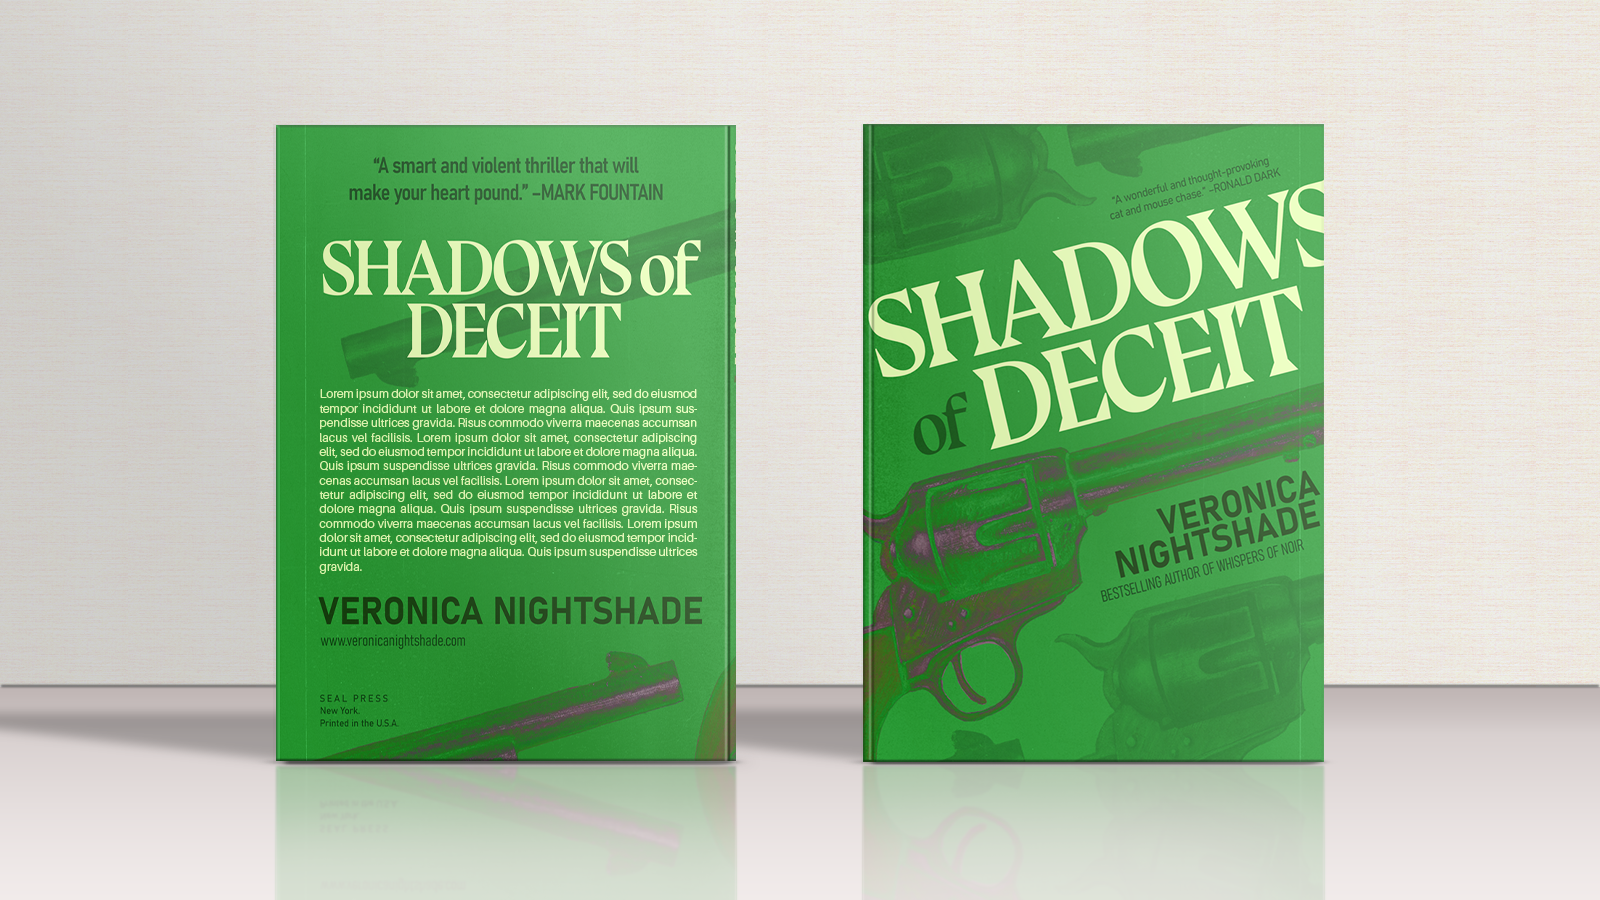 “A smart and violent thriller that will
make your heart pound.” –MARK FOUNTAIN
SHADOWS of
DECEIT
Lorem ipsum dolor sit amet, consectetur adipiscing elit, sed do eiusmod
tempor incididunt ut labore et dolore magna aliqua. Quis ipsum sus-
pendisse ultrices gravida. Risus commodo viverra maecenas accumsan
lacus vel facilisis. Lorem ipsum dolor sit amet, consectetur adipiscing
elit, sed do eiusmod tempor incididunt ut labore et dolore magna aliqua.
Quis ipsum suspendisse ultrices gravida. Risus commodo viverra mae-
cenas accumsan lacus vel facilisis. Lorem ipsum dolor sit amet, consec-
tetur adipiscing elit, sed do eiusmod tempor incididunt ut labore et
dolore magna aliqua. Quis ipsum suspendisse ultrices gravida. Risus
commodo viverra maecenas accumsan lacus vel facilisis. Lorem ipsum
dolor sit amet, consectetur adipiscing elit, sed do eiusmod tempor incid-
idunt ut labore et dolore magna aliqua. Quis ipsum suspendisse ultrices
gravida.
VERONICA NIGHTSHADE
www.veronicanightshade.com
SEAL PRESS
New York.
Printed in the U.S.A.
“A wonderful and thought-provoking
cat and mouse chase.” –RONALD DARK
SHADOWS
of DECEIT
VERONICA
NIGHTSHADE
BESTSELLING AUTHOR OF WHISPERS OF NOIR